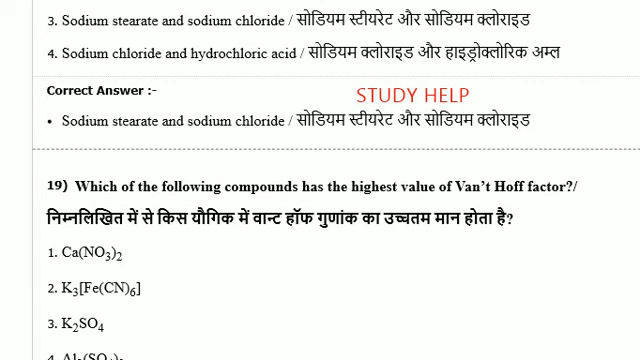 3. Sodium stearate and sodium chloride / सोडियम स्टीयरेट और सोडियम क्लोराइड
4. Sodium chloride and hydrochloric acid / सोडियम क्लोराइड और हाइड्रोक्लोरिक अम्ल
Correct Answer :-
STUDY HELP
• Sodium stearate and sodium chloride / सोडियम स्टीयरेट और सोडियम क्लोराइड
19) Which of the following compounds has the highest value of Van’t Hoff factor?/
निम्नलिखित में से किस यौगिक में वान्ट हॉफ गुणांक का उच्चतम मान होता है?
1. Ca(NO₃)₂
2. K₃[Fe(CN)₆]
3. K₂SO₄